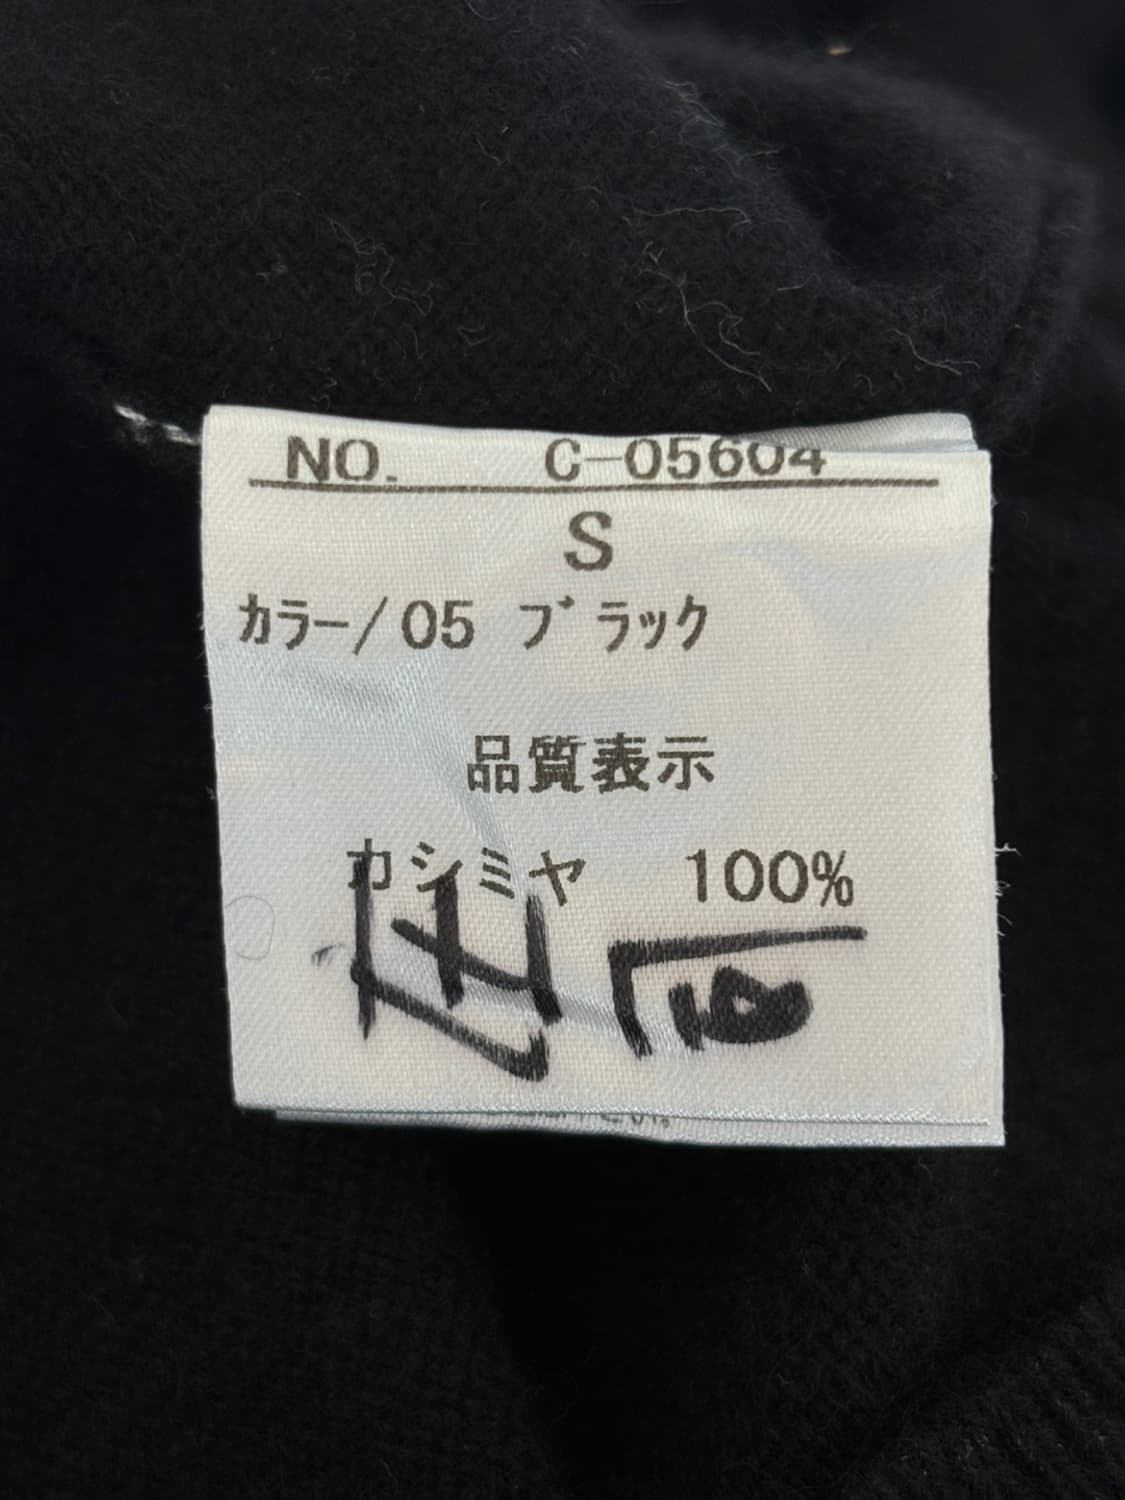 NO. C-05604
S
カラー/05 ブラック
品質表示
カシミヤ 100%